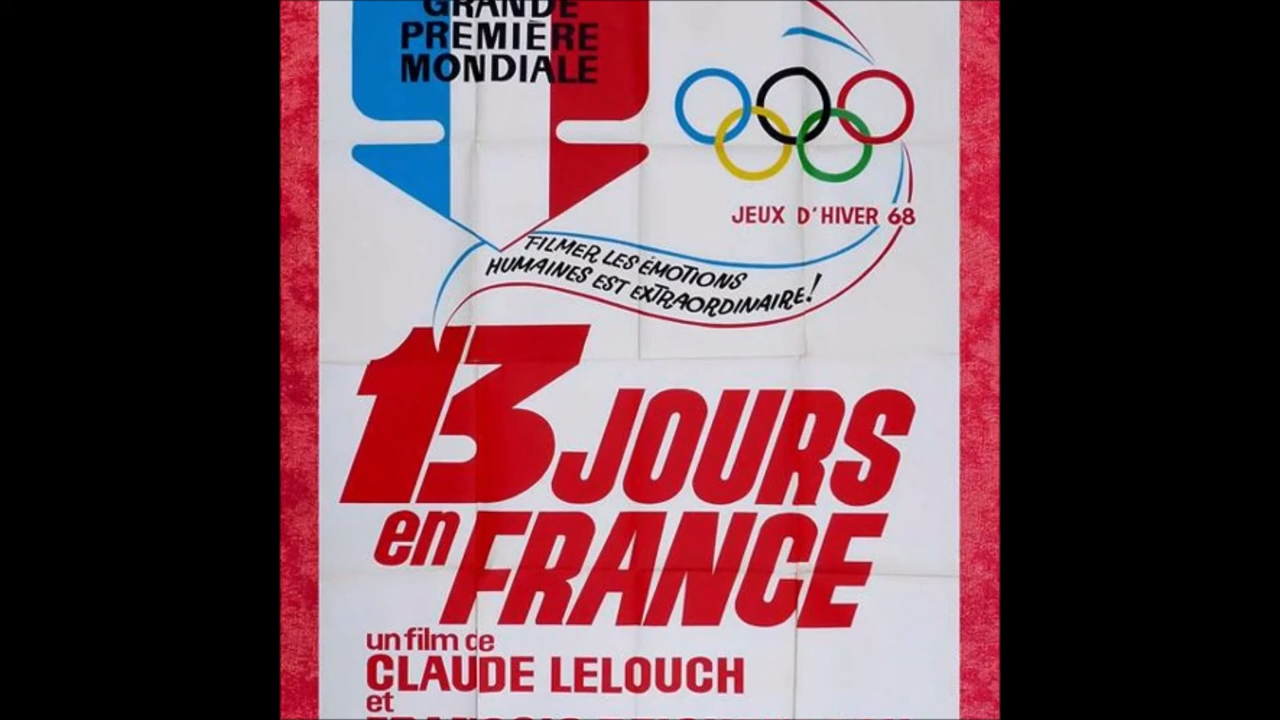 GRANDE
PREMIÈRE
MONDIALE
JEUX D'HIVER 68
FILMER LES ÉMOTIONS
HUMAINES EST EXTRAORDINAIRE!
13 JOURS
en FRANCE
un film de
CLAUDE LELOUCH
et